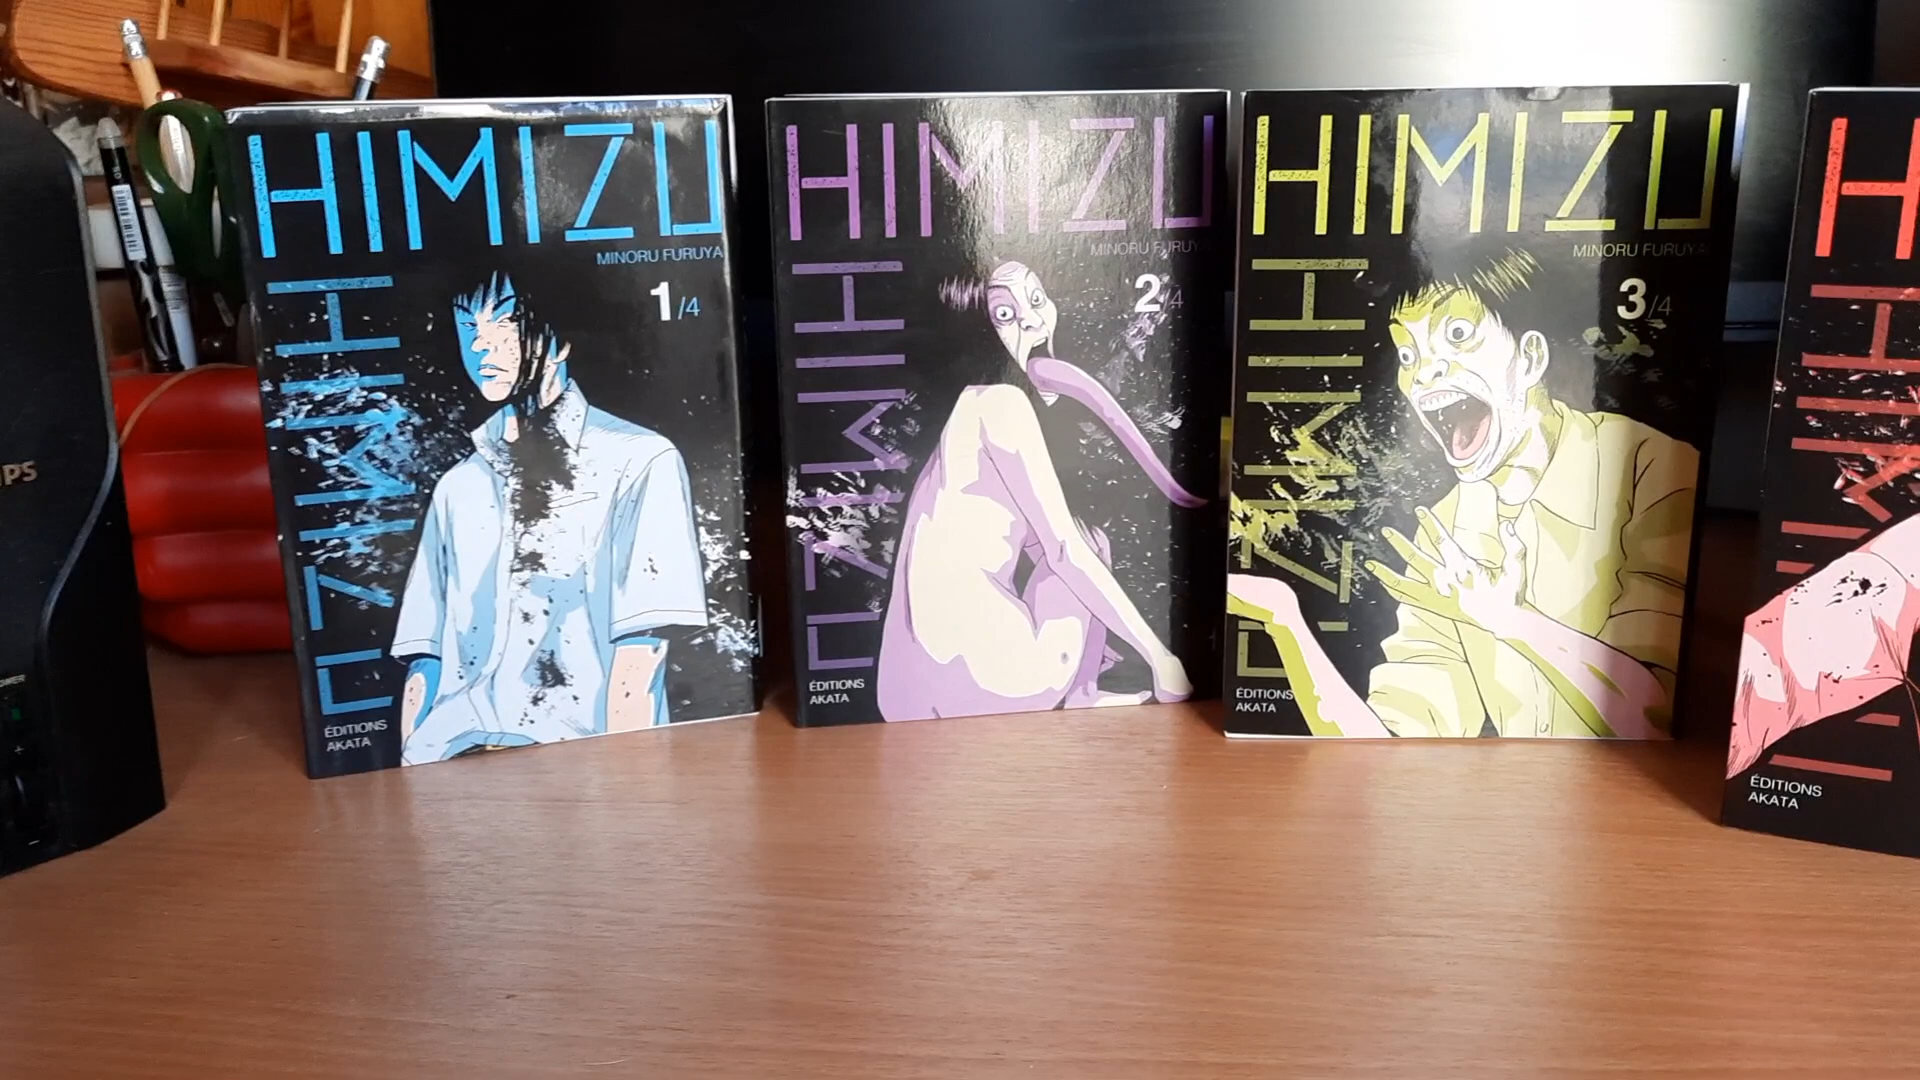 HIMIZU
MINORU FURUYA
1/4
HIMIZU
ÉDITIONS
AKATA
HIMIZU
MINORU FURUYA
2/4
HIMIZU
ÉDITIONS
AKATA
HIMIZU
MINORU FURUYA
3/4
HIMIZU
ÉDITIONS
AKATA
H
ÉDITIONS
AKATA